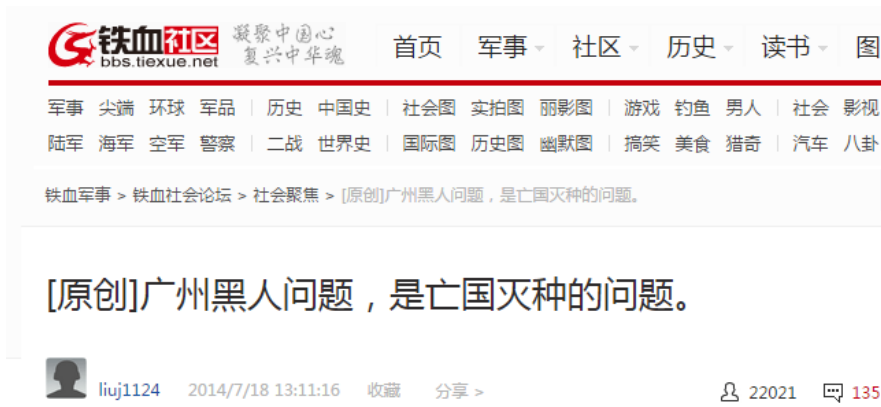 铁血社区 凝聚中国心 首页 军事 社区 历史 读书 图
bbs.tiexue.net 复兴中华魂
军事 尖端 环球 军品 | 历史 中国史 | 社会图 实拍图 丽影图 | 游戏 钓鱼 男人 | 社会 影视
陆军 海军 空军 警察 | 二战 世界史 | 国际图 历史图 幽默图 | 搞笑 美食 猎奇 | 汽车 八卦
铁血军事 > 铁血社会论坛 > 社会聚焦 > [原创]广州黑人问题，是亡国灭种的问题。
[原创]广州黑人问题，是亡国灭种的问题。
liuj1124 2014/7/18 13:11:16 收藏 分享 > 22021 135